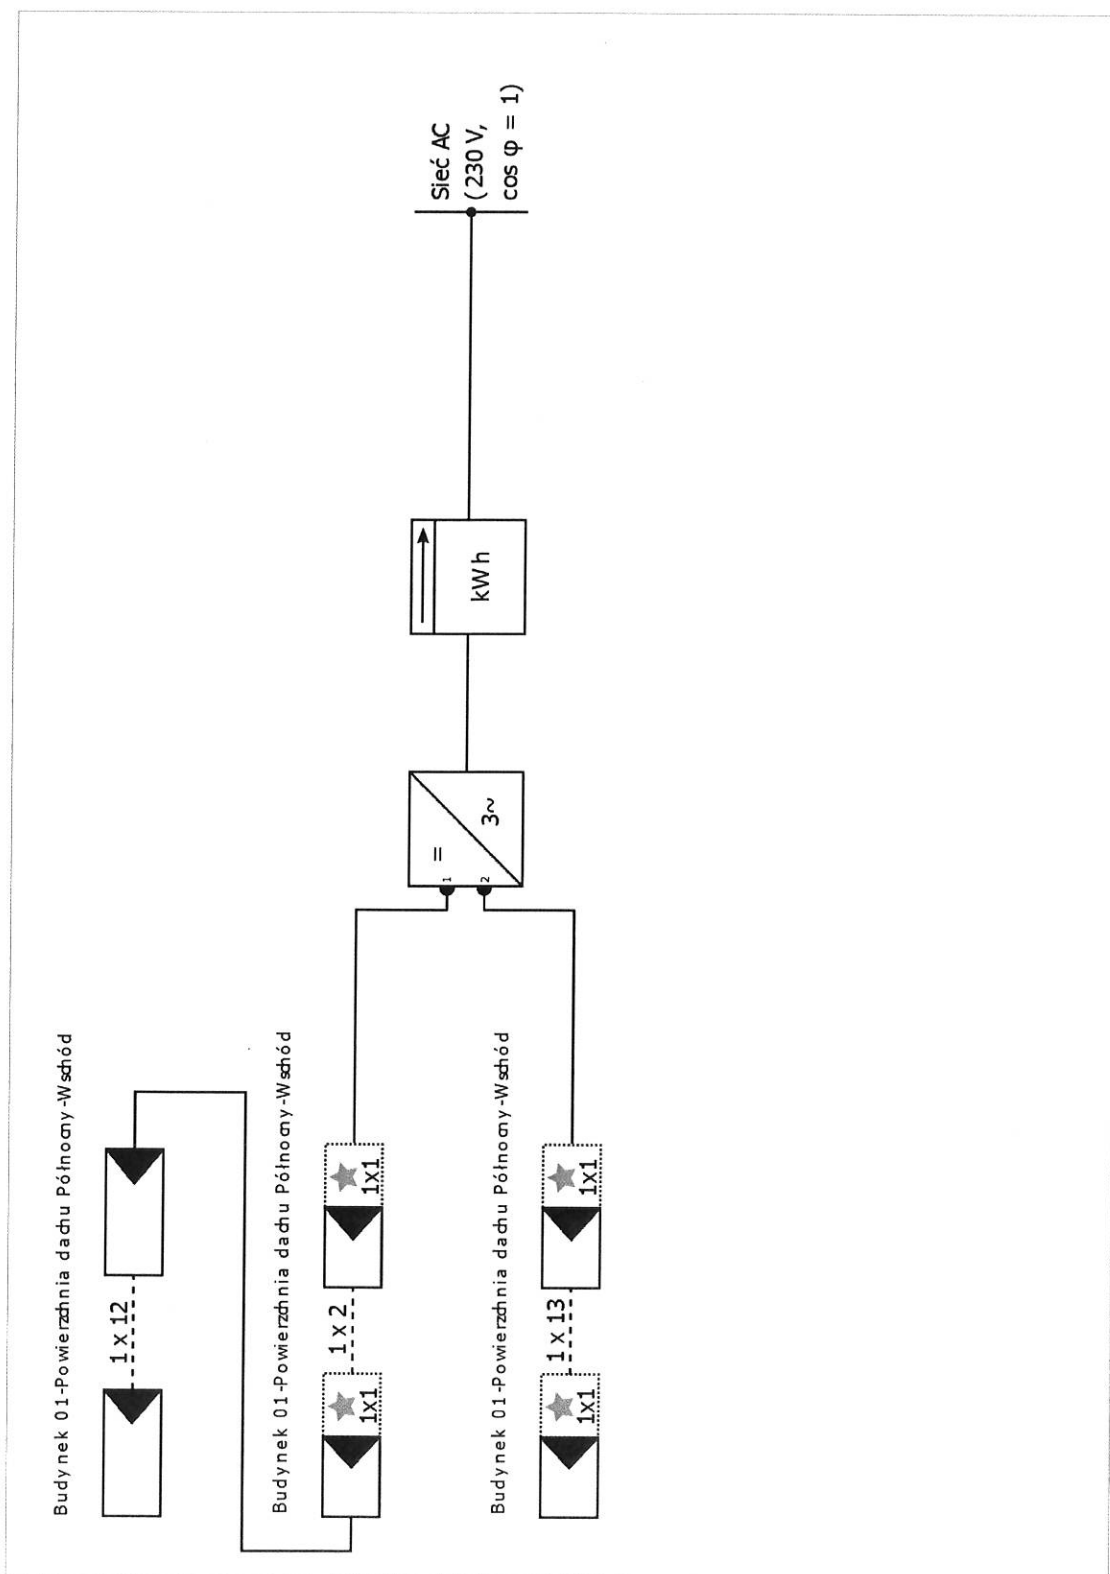 Budynek 01-Powierzchnia dachu Północny-Wschód
1 x 12
Budynek 01-Powierzchnia dachu Północny-Wschód
1x1
1 x 2
1x1
Budynek 01-Powierzchnia dachu Północny-Wschód
1x1
1 x 13
1x1
1
2
=
3~
kWh
Sieć AC
(230 V,
cos φ = 1)